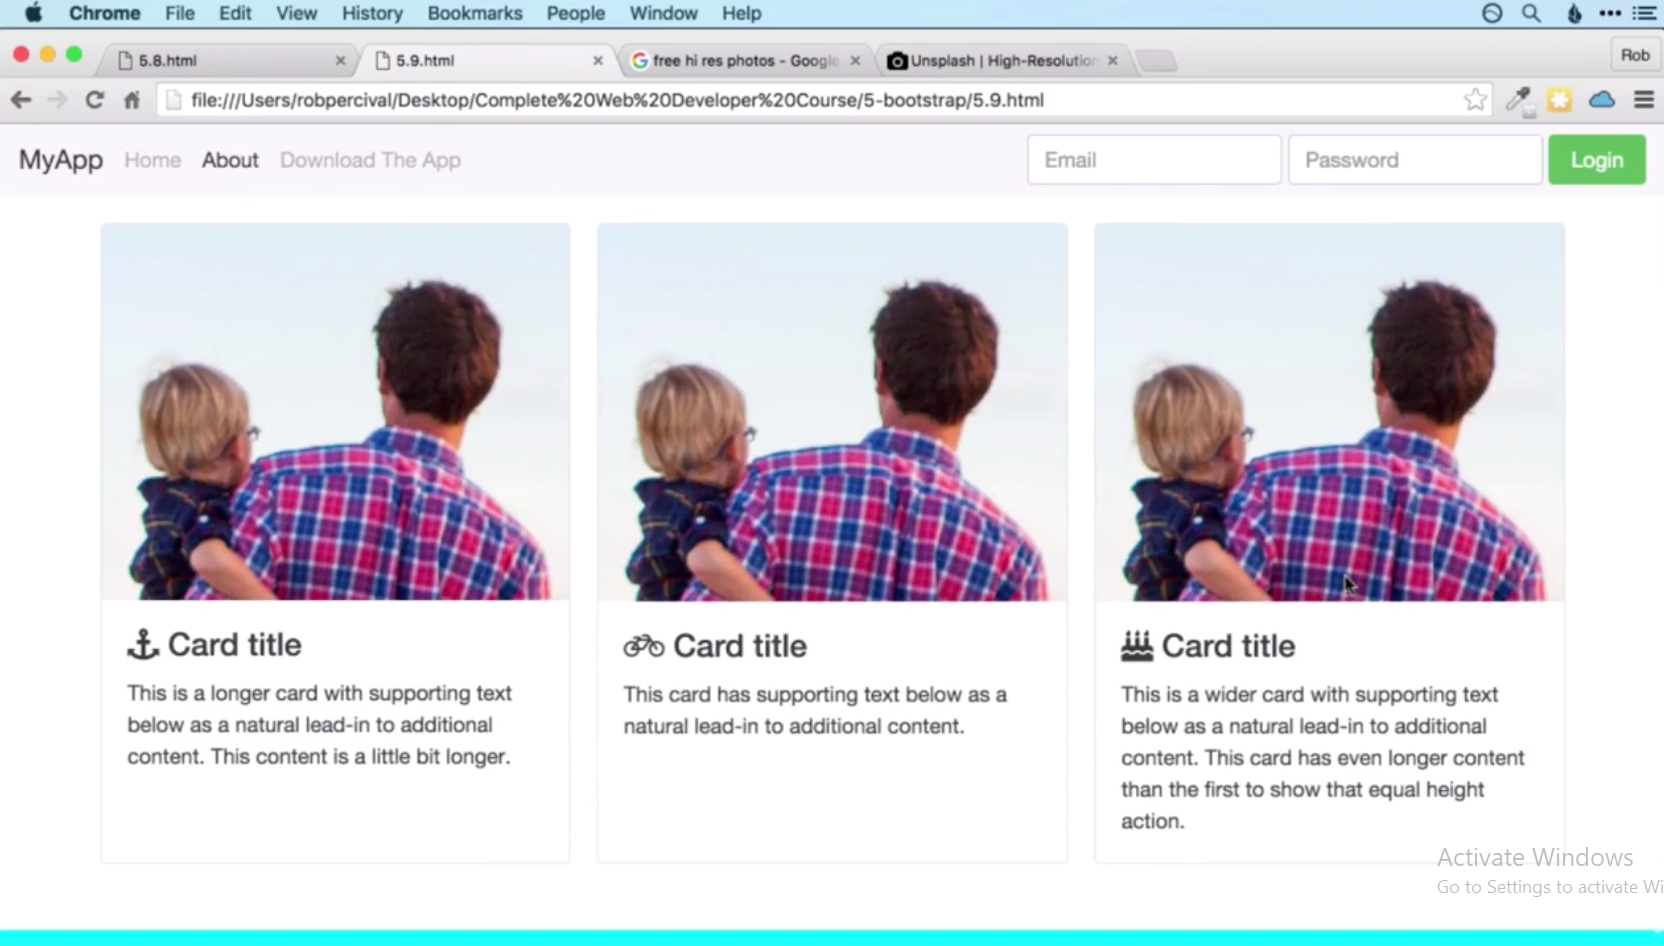 Chrome File Edit View History Bookmarks People Window Help
5.8.html 5.9.html free hi res photos - Google Unsplash | High-Resolution Rob
file:///Users/robpercival/Desktop/Complete%20Web%20Developer%20Course/5-bootstrap/5.9.html
MyApp Home About Download The App Email Password Login
Card title
This is a longer card with supporting text
below as a natural lead-in to additional
content. This content is a little bit longer.
Card title
This card has supporting text below as a
natural lead-in to additional content.
Card title
This is a wider card with supporting text
below as a natural lead-in to additional
content. This card has even longer content
than the first to show that equal height
action.
Activate Windows
Go to Settings to activate Wi